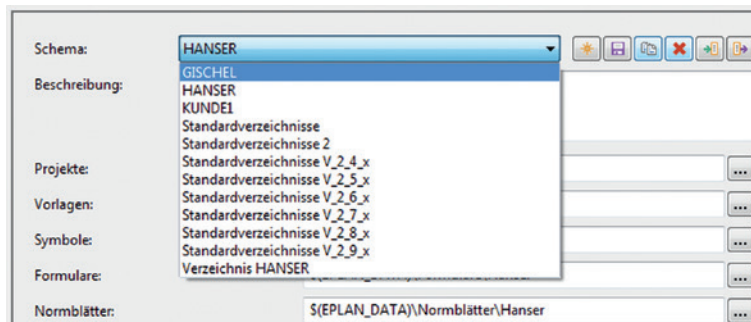 Schema: HANSER
GISCHEL
Beschreibung:
HANSER
KUNDE1
Standardverzeichnisse
Standardverzeichnisse 2
Projekte:
Standardverzeichnisse V_2_4_x
Standardverzeichnisse V_2_5_x
Vorlagen:
Standardverzeichnisse V_2_6_x
Standardverzeichnisse V_2_7_x
Symbole:
Standardverzeichnisse V_2_8_x
Standardverzeichnisse V_2_9_x
Formulare:
Verzeichnis HANSER
Normblätter: $(EPLAN_DATA)\Normblätter\Hanser